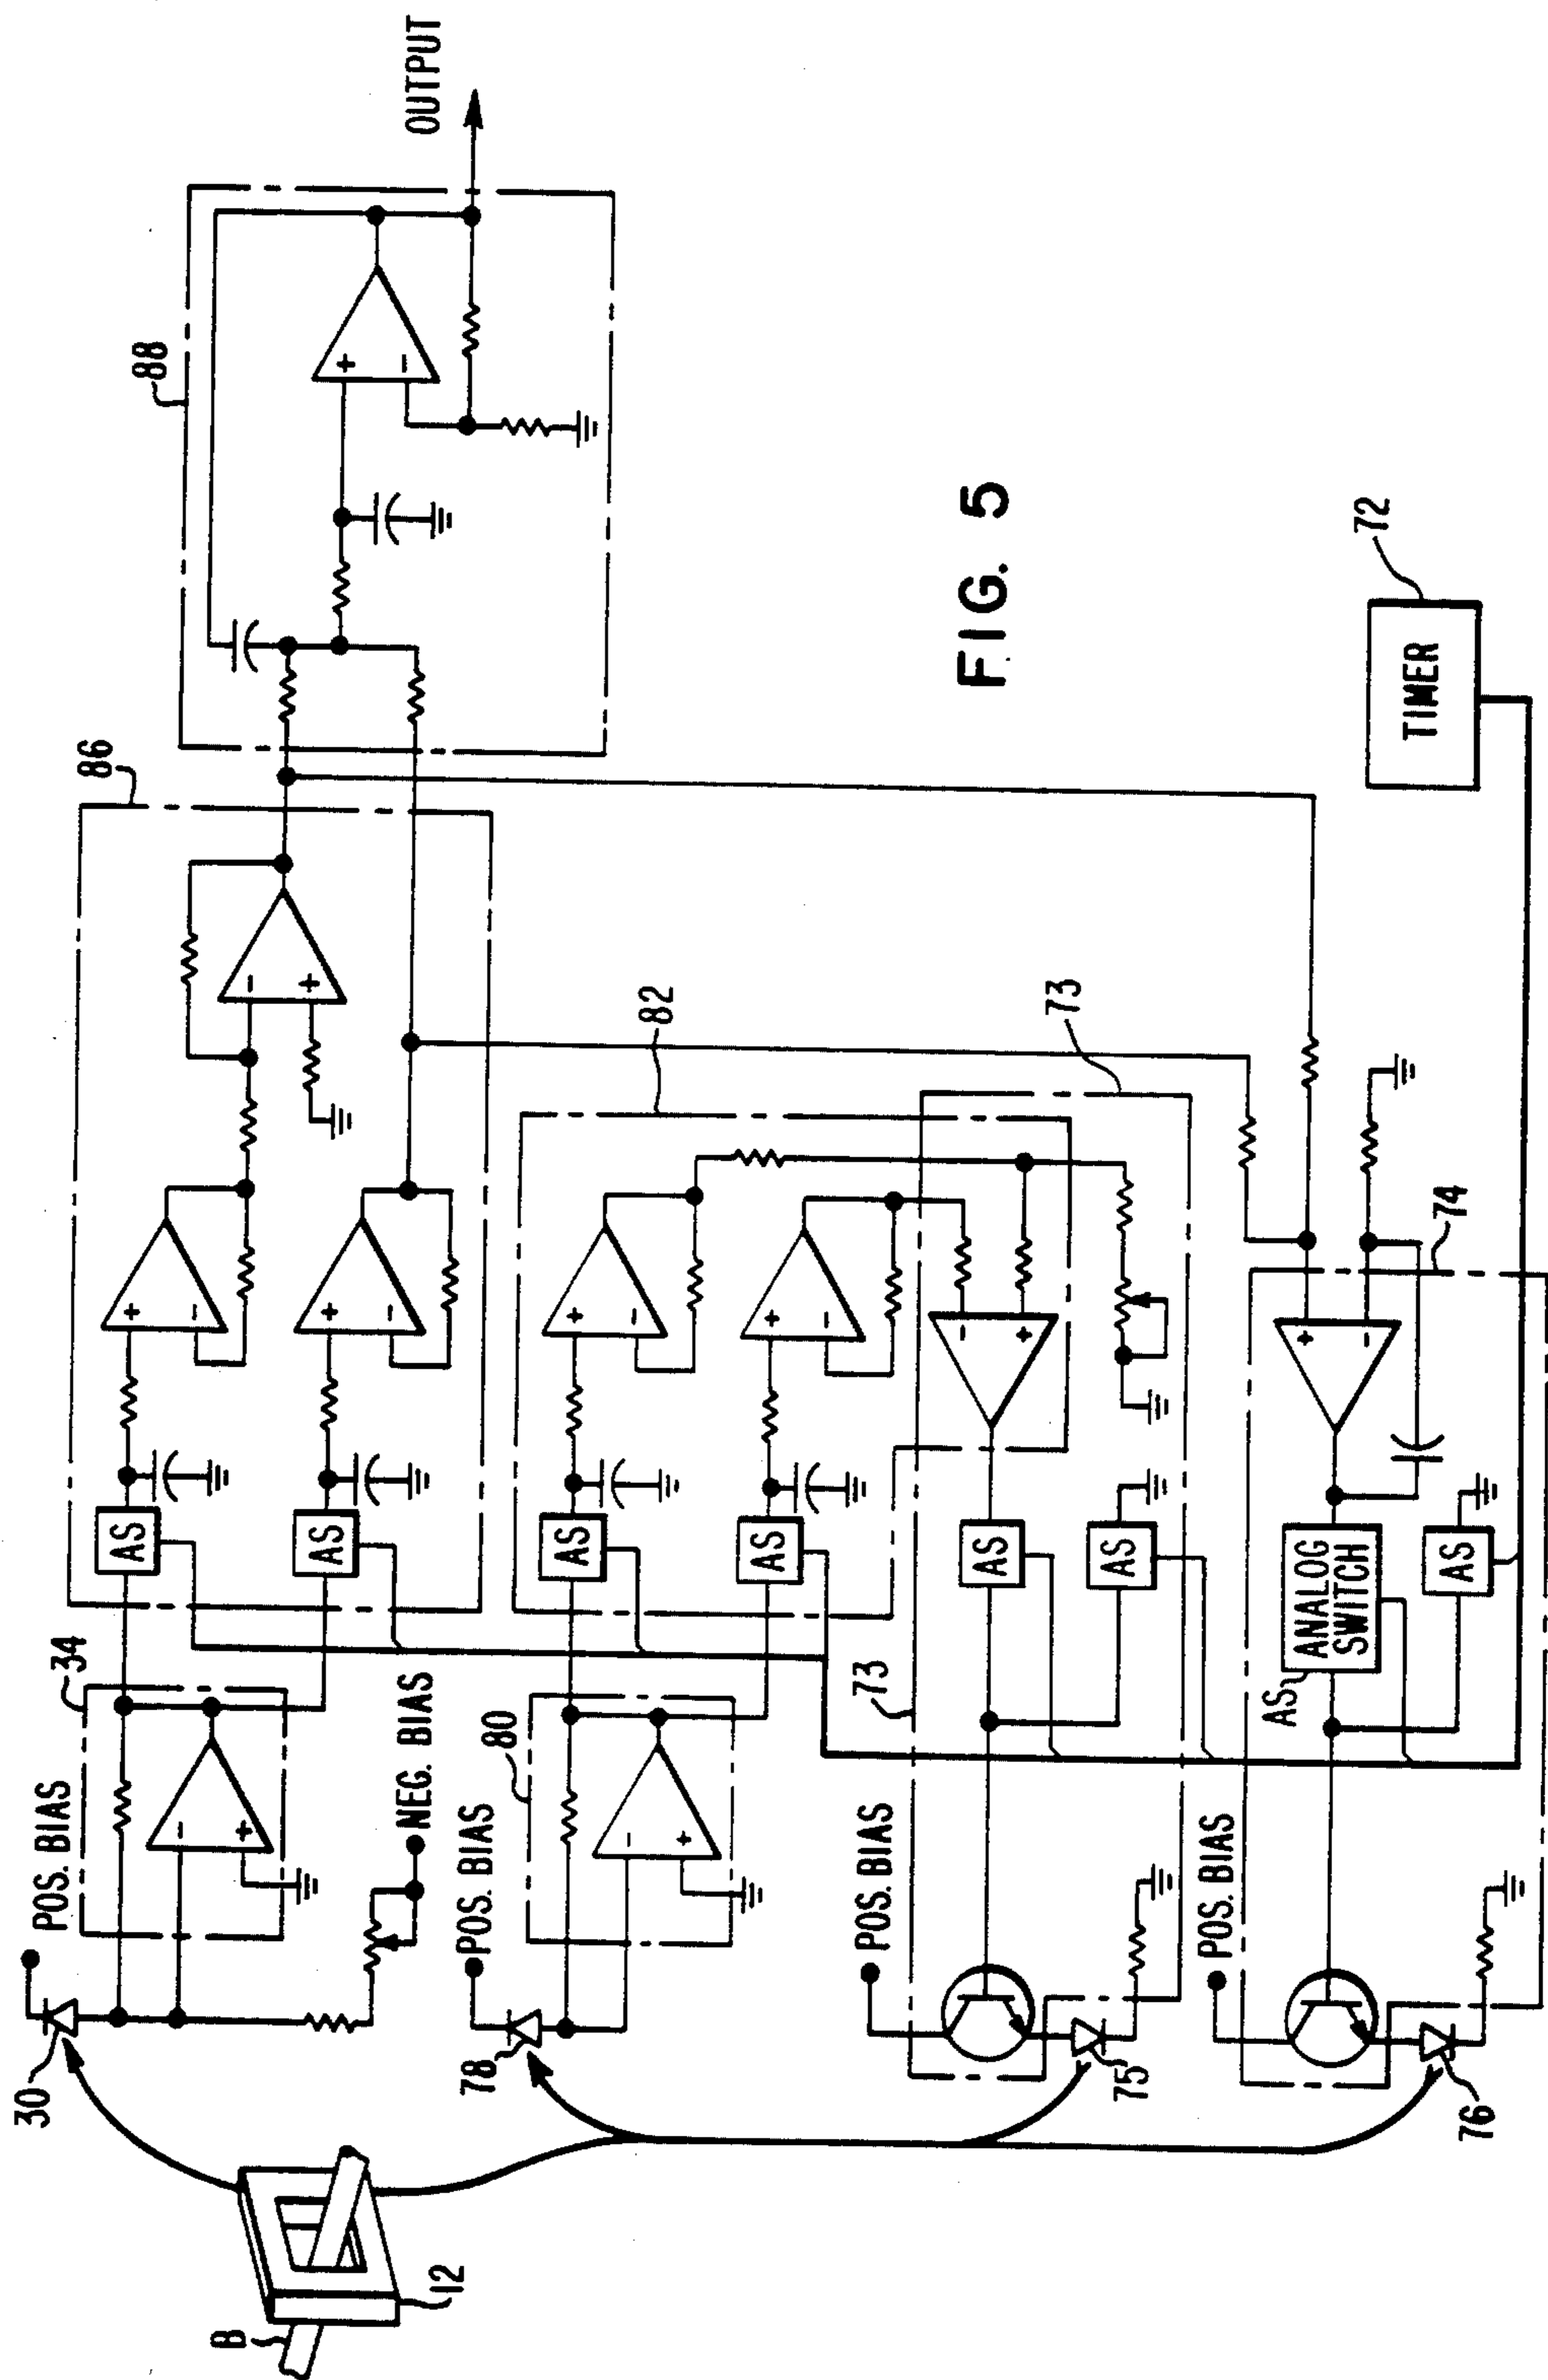 OUTPUT
88
FIG. 5
TIMER
72
86
82
73
74
AS
AS
AS
AS
AS
AS
ANALOG
SWITCH
AS
AS
34
80
73
POS. BIAS
NEG. BIAS
POS. BIAS
POS. BIAS
POS. BIAS
30
78
75
76
B
12
+
-
+
-
-
+
+
-
+
-
+
-
-
+
+
-
-
+
-
+